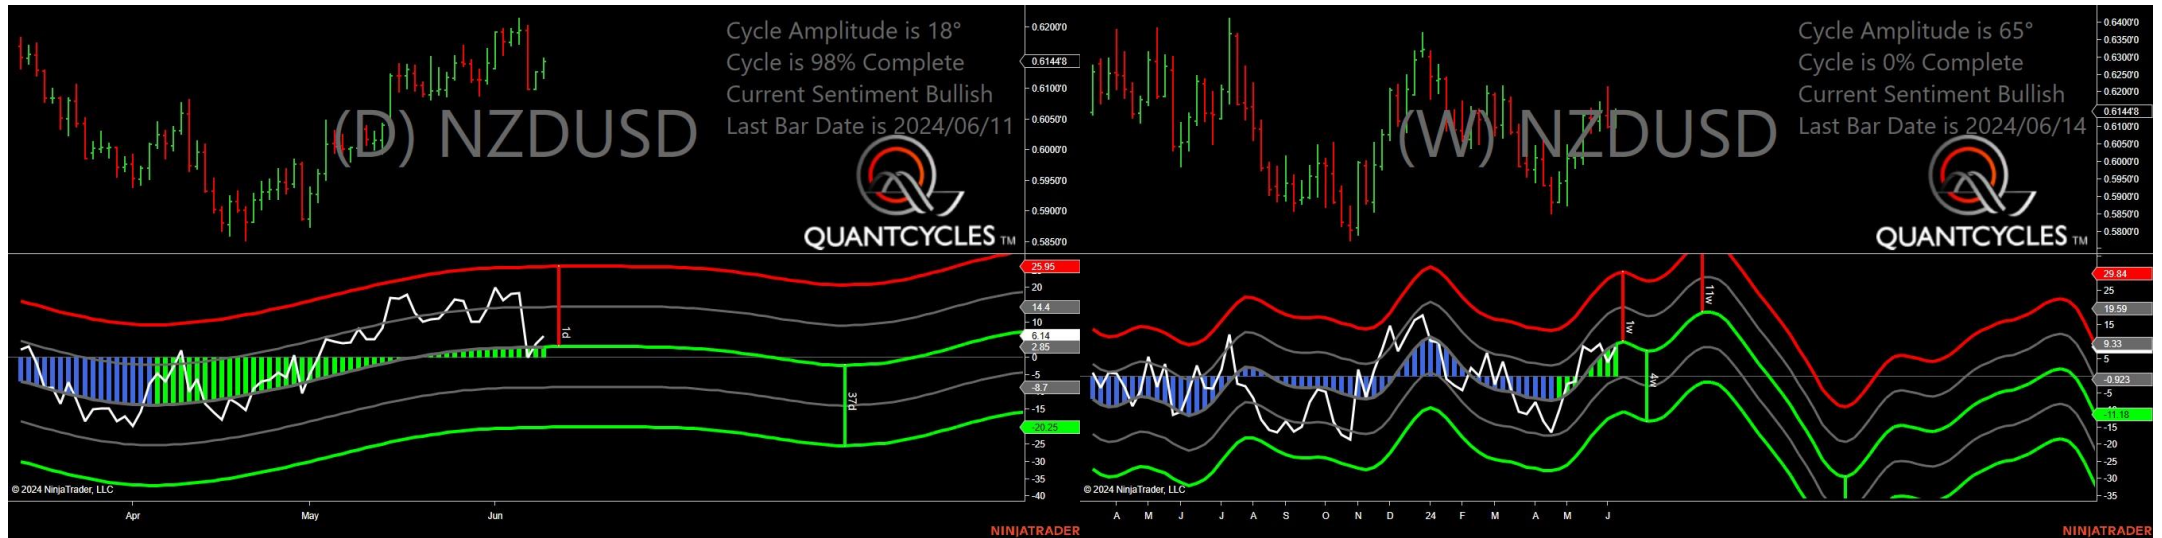 Cycle Amplitude is 18°
Cycle is 98% Complete
Current Sentiment Bullish
Last Bar Date is 2024/06/11
(D) NZDUSD
QUANTCYCLES TM
0.6200'0
0.6144'8
0.6100'0
0.6050'0
0.6000'0
0.5950'0
0.5900'0
0.5850'0
25.95
20
14.4
10
6.14
2.85
0
-5
-8.7
-15
-20.25
-25
-30
-35
-40
1d
37d
© 2024 NinjaTrader, LLC
Apr
May
Jun
NINJATRADER
Cycle Amplitude is 65°
Cycle is 0% Complete
Current Sentiment Bullish
Last Bar Date is 2024/06/14
(W) NZDUSD
QUANTCYCLES TM
0.6400'0
0.6350'0
0.6300'0
0.6250'0
0.6200'0
0.6144'8
0.6100'0
0.6050'0
0.6000'0
0.5950'0
0.5900'0
0.5850'0
0.5800'0
29.84
25
19.59
15
9.33
5
-0.923
-5
-11.18
-15
-20
-25
-30
-35
1w
4w
11w
© 2024 NinjaTrader, LLC
A M J J A S O N D 24 F M A M J
NINJATRADER